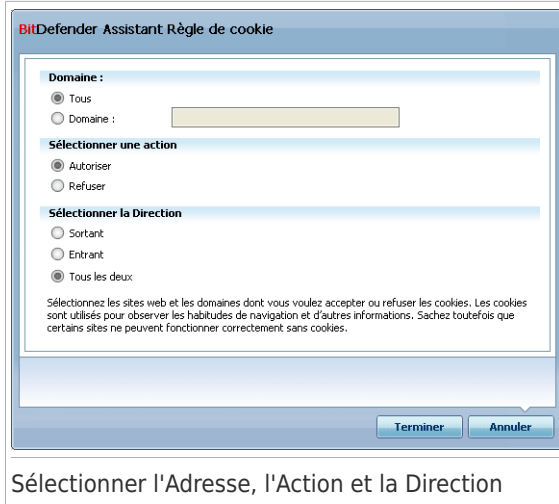 BitDefender Assistant Règle de cookie
Domaine :
Tous
Domaine :
Sélectionner une action
Autoriser
Refuser
Sélectionner la Direction
Sortant
Entrant
Tous les deux
Sélectionnez les sites web et les domaines dont vous voulez accepter ou refuser les cookies. Les cookies
sont utilisés pour observer les habitudes de navigation et d'autres informations. Sachez toutefois que
certains sites ne peuvent fonctionner correctement sans cookies.
Terminer Annuler
Sélectionner l'Adresse, l'Action et la Direction